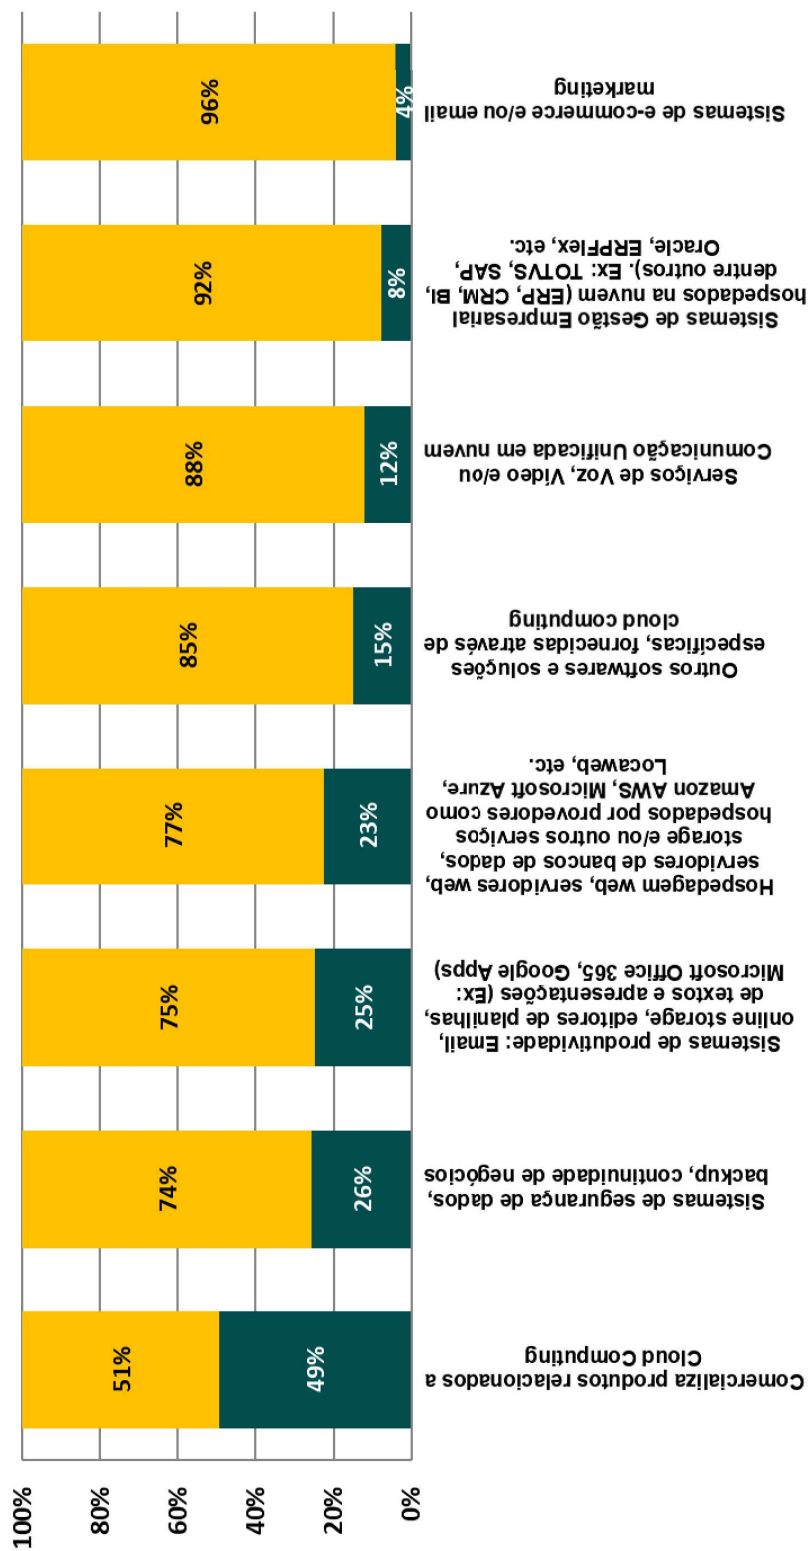 100%
80%
60%
40%
20%
0%
51%
49%
Comercializa produtos relacionados a
Cloud Computing
74%
26%
Sistemas de segurança de dados,
backup, continuidade de negócios
75%
25%
Sistemas de produtividade: Email,
online storage, editores de planilhas,
de textos e apresentações (Ex:
Microsoft Office 365, Google Apps)
77%
23%
Hospedagem web, servidores web,
servidores de bancos de dados,
storage e/ou outros serviços
hospedados por provedores como
Amazon AWS, Microsoft Azure,
Locaweb, etc.
85%
15%
Outros softwares e soluções
específicas, fornecidas através de
cloud computing
88%
12%
Serviços de Voz, Vídeo e/ou
Comunicação Unificada em nuvem
92%
8%
Sistemas de Gestão Empresarial
hospedados na nuvem (ERP, CRM, BI,
dentre outros). Ex: TOTVS, SAP,
Oracle, ERPFlex, etc.
96%
4%
Sistemas de e-commerce e/ou email
marketing